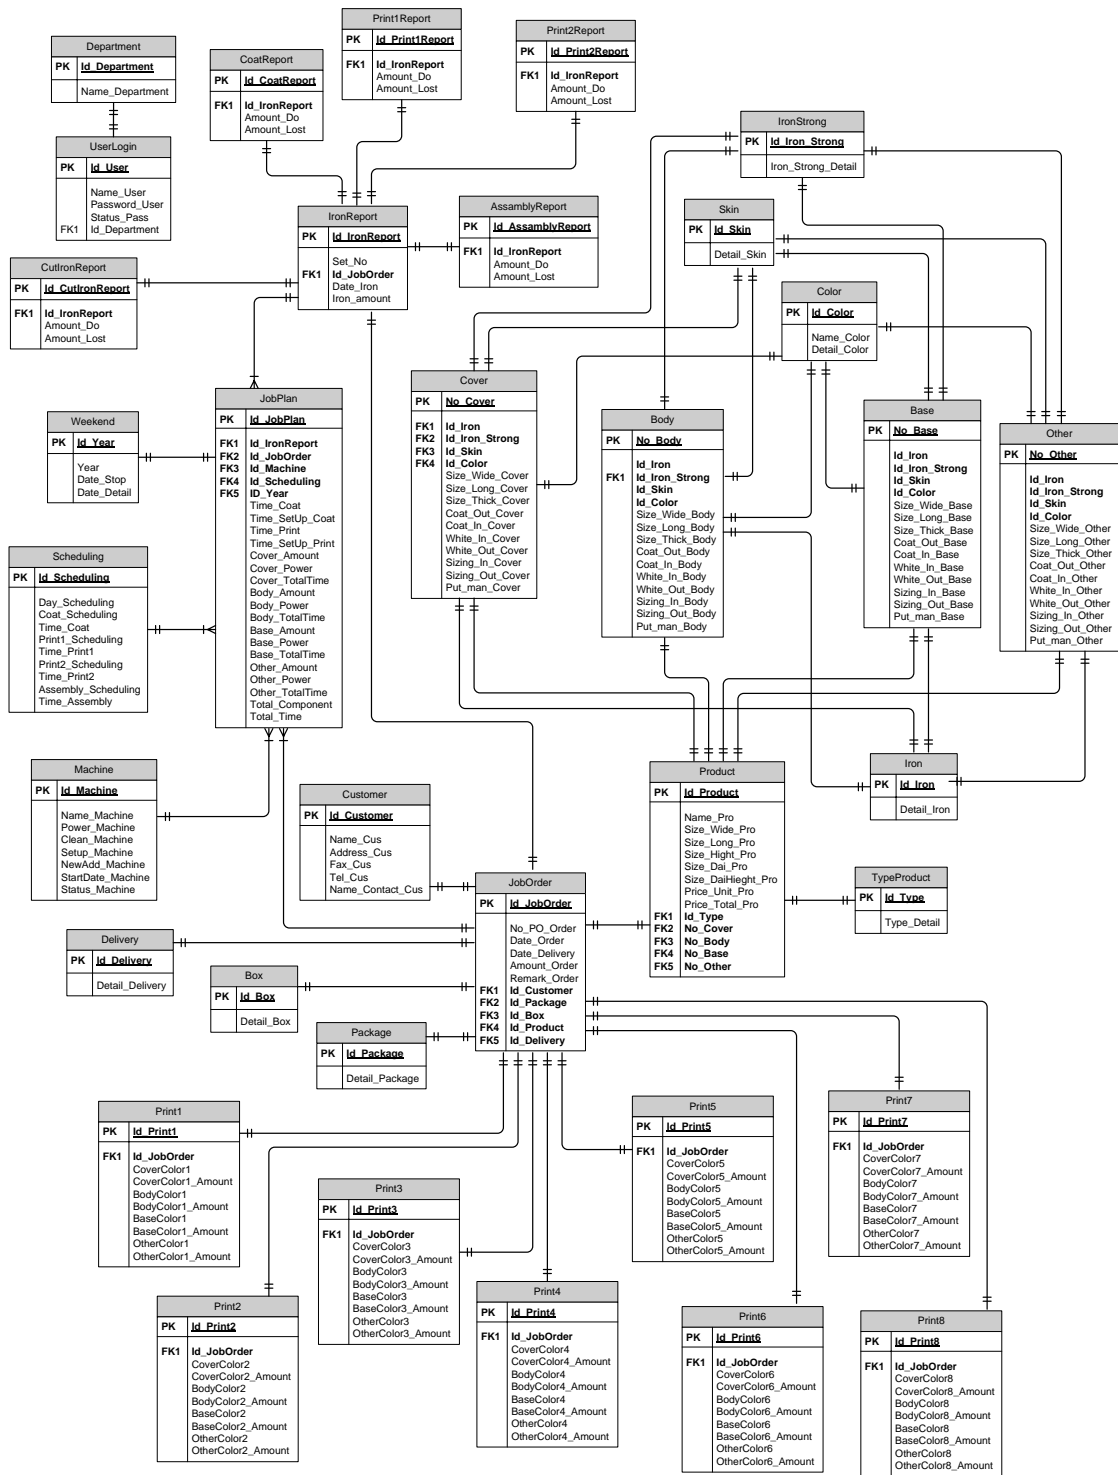 Print1Report
PK Id_Print1Report
FK1 Id_IronReport
Amount_Do
Amount_Lost
Print2Report
PK Id_Print2Report
FK1 Id_IronReport
Amount_Do
Amount_Lost
Department
PK Id_Department
Name_Department
CoatReport
PK Id_CoatReport
FK1 Id_IronReport
Amount_Do
Amount_Lost
UserLogin
PK Id_User
Name_User
Password_User
Status_Pass
FK1 Id_Department
IronStrong
PK Id_Iron_Strong
Iron_Strong_Detail
IronReport
PK Id_IronReport
Set_No
FK1 Id_JobOrder
Date_Iron
Iron_amount
AssamblyReport
PK Id_AssamblyReport
FK1 Id_IronReport
Amount_Do
Amount_Lost
Skin
PK Id_Skin
Detail_Skin
CutIronReport
PK Id_CutIronReport
FK1 Id_IronReport
Amount_Do
Amount_Lost
Color
PK Id_Color
Name_Color
Detail_Color
Cover
PK No_Cover
FK1 Id_Iron
FK2 Id_Iron_Strong
FK3 Id_Skin
FK4 Id_Color
Size_Wide_Cover
Size_Long_Cover
Size_Thick_Cover
Coat_Out_Cover
Coat_In_Cover
White_In_Cover
White_Out_Cover
Sizing_In_Cover
Sizing_Out_Cover
Put_man_Cover
JobPlan
PK Id_JobPlan
FK1 Id_IronReport
FK2 Id_JobOrder
FK3 Id_Machine
FK4 Id_Scheduling
FK5 ID_Year
Time_Coat
Time_SetUp_Coat
Time_Print
Time_SetUp_Print
Cover_Amount
Cover_Power
Cover_TotalTime
Body_Amount
Body_Power
Body_TotalTime
Base_Amount
Base_Power
Base_TotalTime
Other_Amount
Other_Power
Other_TotalTime
Total_Component
Total_Time
Weekend
PK Id_Year
Year
Date_Stop
Date_Detail
Body
PK No_Body
Id_Iron
FK1 Id_Iron_Strong
Id_Skin
Id_Color
Size_Wide_Body
Size_Long_Body
Size_Thick_Body
Coat_Out_Body
Coat_In_Body
White_In_Body
White_Out_Body
Sizing_In_Body
Sizing_Out_Body
Put_man_Body
Base
PK No_Base
Id_Iron
Id_Iron_Strong
Id_Skin
Id_Color
Size_Wide_Base
Size_Long_Base
Size_Thick_Base
Coat_Out_Base
Coat_In_Base
White_In_Base
White_Out_Base
Sizing_In_Base
Sizing_Out_Base
Put_man_Base
Other
PK No_Other
Id_Iron
Id_Iron_Strong
Id_Skin
Id_Color
Size_Wide_Other
Size_Long_Other
Size_Thick_Other
Coat_Out_Other
Coat_In_Other
White_In_Other
White_Out_Other
Sizing_In_Other
Sizing_Out_Other
Put_man_Other
Scheduling
PK Id_Scheduling
Day_Scheduling
Coat_Scheduling
Time_Coat
Print1_Scheduling
Time_Print1
Print2_Scheduling
Time_Print2
Assembly_Scheduling
Time_Assembly
Machine
PK Id_Machine
Name_Machine
Power_Machine
Clean_Machine
Setup_Machine
NewAdd_Machine
StartDate_Machine
Status_Machine
Customer
PK Id_Customer
Name_Cus
Address_Cus
Fax_Cus
Tel_Cus
Name_Contact_Cus
Product
PK Id_Product
Name_Pro
Size_Wide_Pro
Size_Long_Pro
Size_Hight_Pro
Size_Dai_Pro
Size_DaiHieght_Pro
Price_Unit_Pro
Price_Total_Pro
FK1 Id_Type
FK2 No_Cover
FK3 No_Body
FK4 No_Base
FK5 No_Other
Iron
PK Id_Iron
Detail_Iron
TypeProduct
PK Id_Type
Type_Detail
JobOrder
PK Id_JobOrder
No_PO_Order
Date_Order
Date_Delivery
Amount_Order
Remark_Order
FK1 Id_Customer
FK2 Id_Package
FK3 Id_Box
FK4 Id_Product
FK5 Id_Delivery
Delivery
PK Id_Delivery
Detail_Delivery
Box
PK Id_Box
Detail_Box
Package
PK Id_Package
Detail_Package
Print1
PK Id_Print1
FK1 Id_JobOrder
CoverColor1
CoverColor1_Amount
BodyColor1
BodyColor1_Amount
BaseColor1
BaseColor1_Amount
OtherColor1
OtherColor1_Amount
Print5
PK Id_Print5
FK1 Id_JobOrder
CoverColor5
CoverColor5_Amount
BodyColor5
BodyColor5_Amount
BaseColor5
BaseColor5_Amount
OtherColor5
OtherColor5_Amount
Print7
PK Id_Print7
FK1 Id_JobOrder
CoverColor7
CoverColor7_Amount
BodyColor7
BodyColor7_Amount
BaseColor7
BaseColor7_Amount
OtherColor7
OtherColor7_Amount
Print3
PK Id_Print3
FK1 Id_JobOrder
CoverColor3
CoverColor3_Amount
BodyColor3
BodyColor3_Amount
BaseColor3
BaseColor3_Amount
OtherColor3
OtherColor3_Amount
Print2
PK Id_Print2
FK1 Id_JobOrder
CoverColor2
CoverColor2_Amount
BodyColor2
BodyColor2_Amount
BaseColor2
BaseColor2_Amount
OtherColor2
OtherColor2_Amount
Print4
PK Id_Print4
FK1 Id_JobOrder
CoverColor4
CoverColor4_Amount
BodyColor4
BodyColor4_Amount
BaseColor4
BaseColor4_Amount
OtherColor4
OtherColor4_Amount
Print6
PK Id_Print6
FK1 Id_JobOrder
CoverColor6
CoverColor6_Amount
BodyColor6
BodyColor6_Amount
BaseColor6
BaseColor6_Amount
OtherColor6
OtherColor6_Amount
Print8
PK Id_Print8
FK1 Id_JobOrder
CoverColor8
CoverColor8_Amount
BodyColor8
BodyColor8_Amount
BaseColor8
BaseColor8_Amount
OtherColor8
OtherColor8_Amount